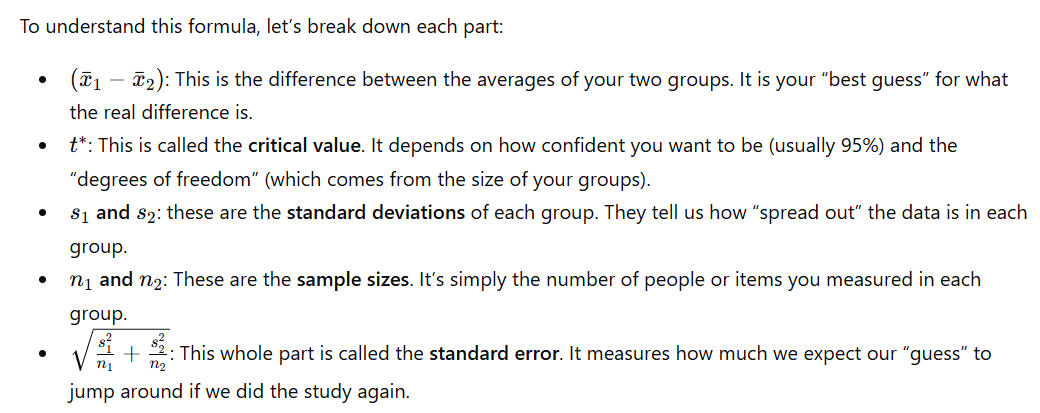 To understand this formula, let's break down each part:
• (x̄₁ − x̄₂): This is the difference between the averages of your two groups. It is your "best guess" for what
the real difference is.
• t*: This is called the critical value. It depends on how confident you want to be (usually 95%) and the
"degrees of freedom" (which comes from the size of your groups).
• s₁ and s₂: these are the standard deviations of each group. They tell us how "spread out" the data is in each
group.
• n₁ and n₂: These are the sample sizes. It's simply the number of people or items you measured in each
group.
• √(s₁²/n₁ + s₂²/n₂): This whole part is called the standard error. It measures how much we expect our "guess" to
jump around if we did the study again.